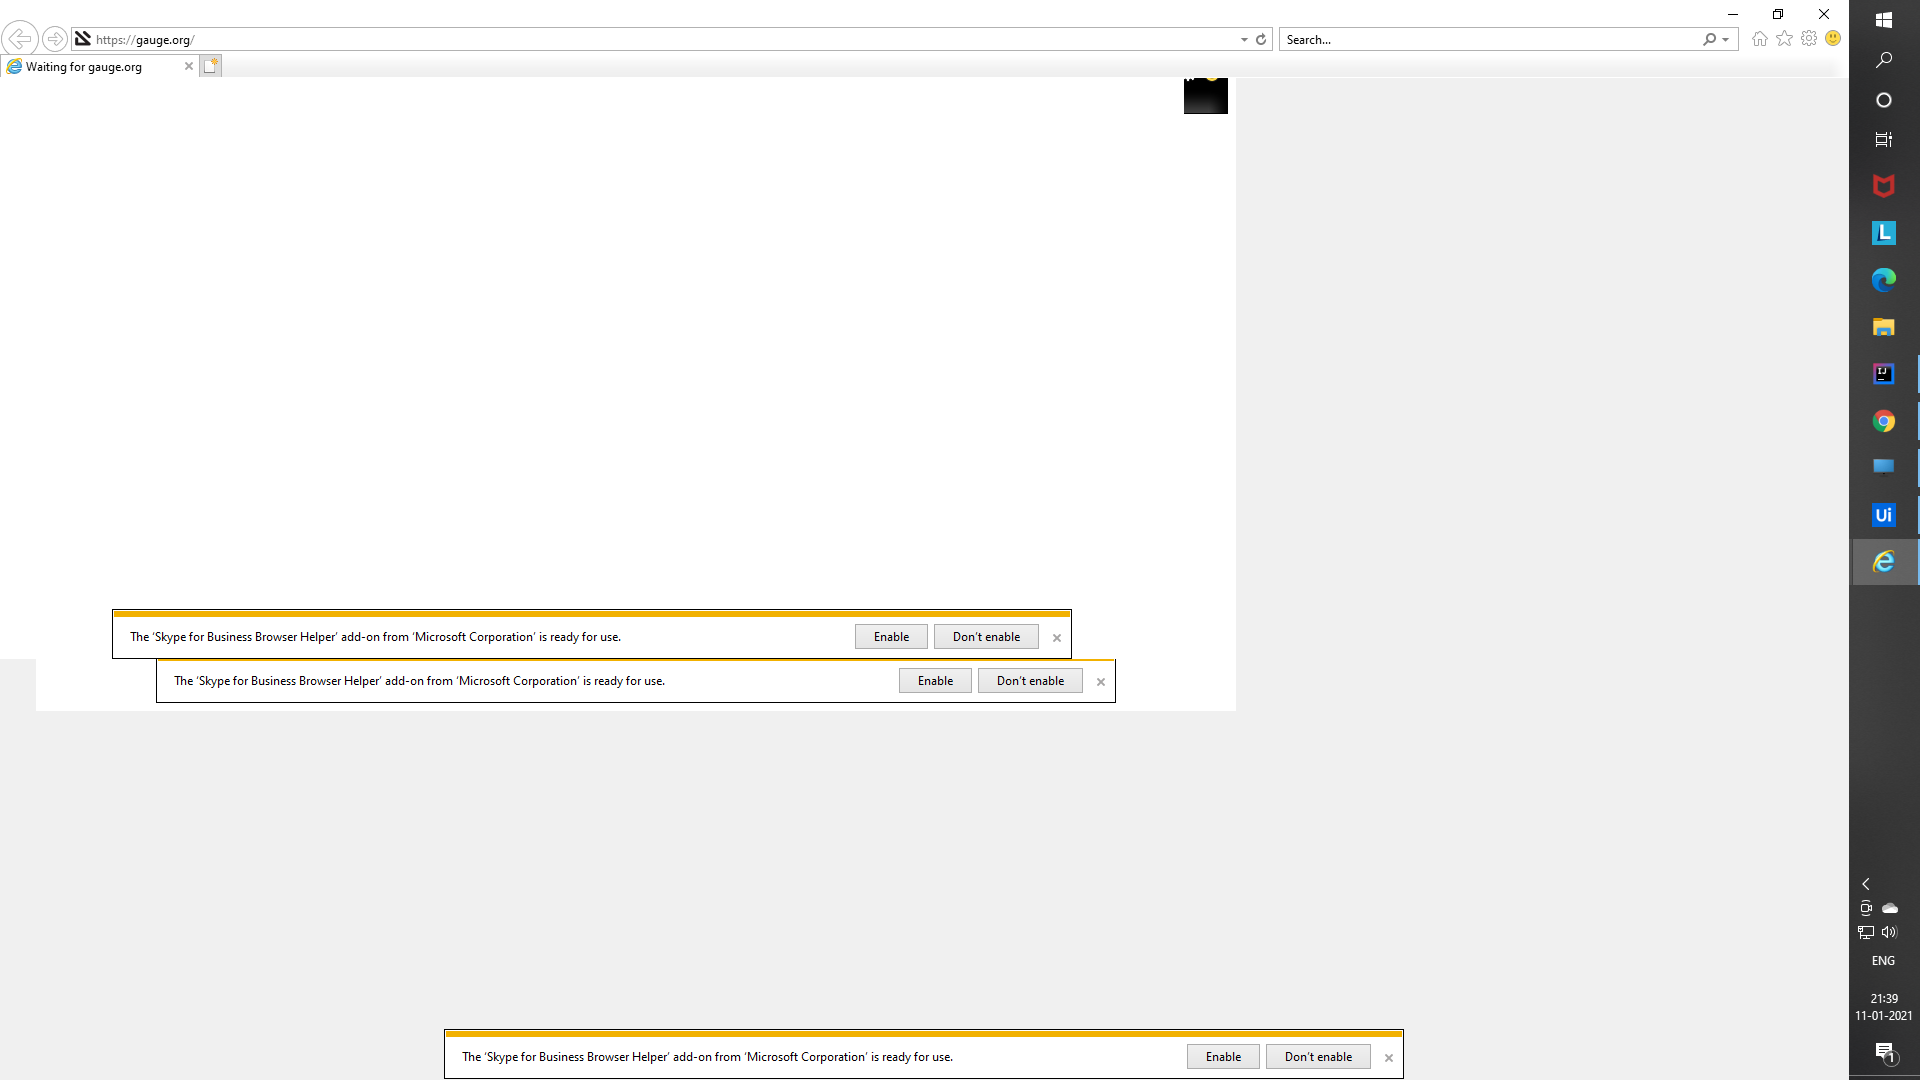 https://gauge.org/
Search...
Waiting for gauge.org
The ‘Skype for Business Browser Helper’ add-on from ‘Microsoft Corporation’ is ready for use.
Enable
Don't enable
The ‘Skype for Business Browser Helper’ add-on from ‘Microsoft Corporation’ is ready for use.
Enable
Don't enable
The ‘Skype for Business Browser Helper’ add-on from ‘Microsoft Corporation’ is ready for use.
Enable
Don't enable
L
IJ
Ui
ENG
21:39
11-01-2021
1